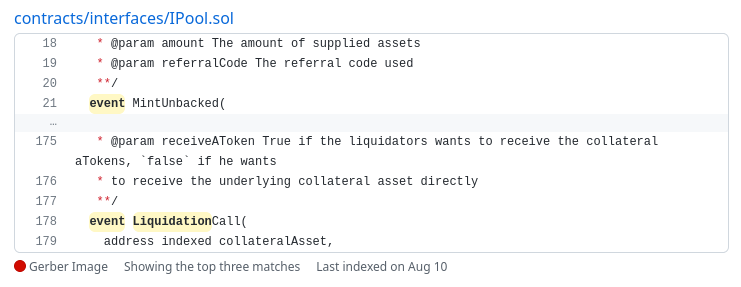 contracts/interfaces/IPool.sol
18 * @param amount The amount of supplied assets
19 * @param referralCode The referral code used
20 **/
21 event MintUnbacked(
…
175 * @param receiveAToken True if the liquidators wants to receive the collateral
aTokens, `false` if he wants
176 * to receive the underlying collateral asset directly
177 **/
178 event LiquidationCall(
179 address indexed collateralAsset,
Gerber Image Showing the top three matches Last indexed on Aug 10